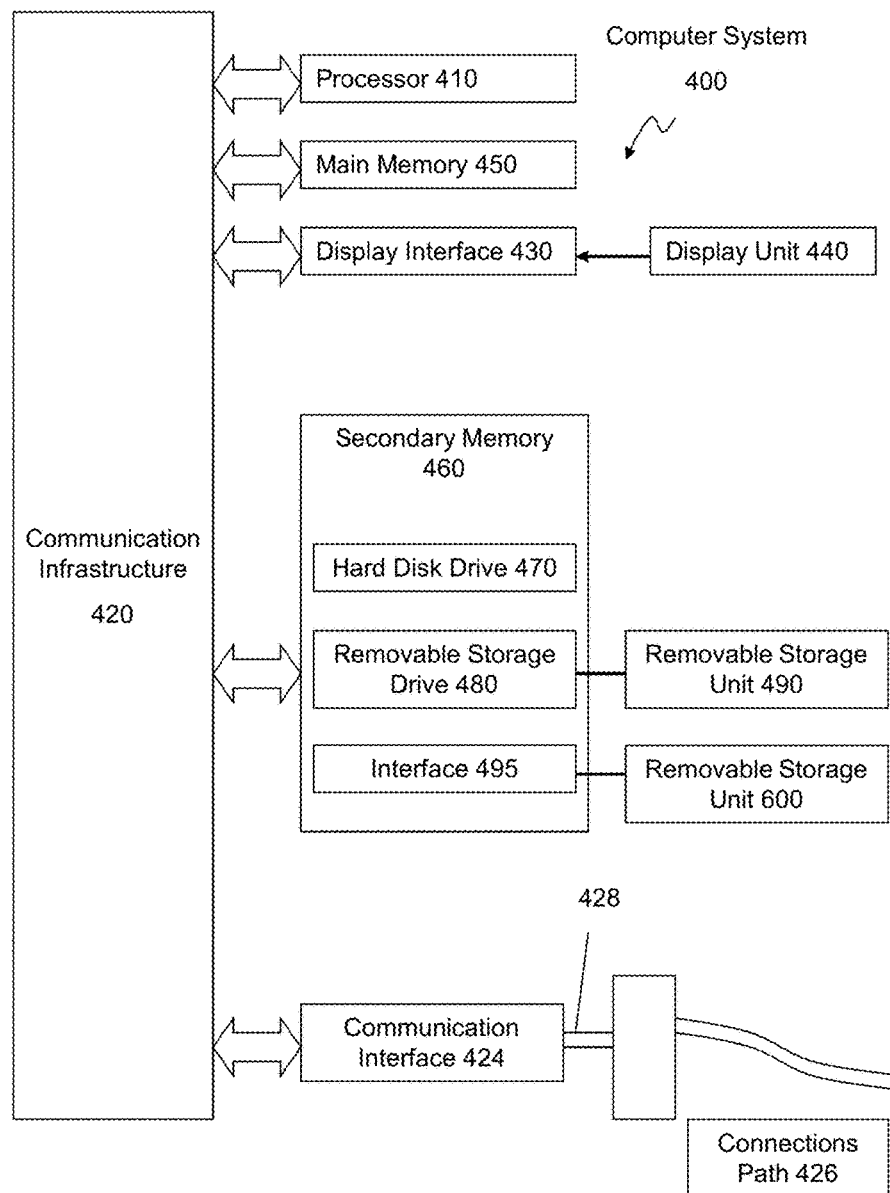 Computer System
400
Processor 410
Main Memory 450
Display Interface 430
Display Unit 440
Secondary Memory
460
Communication
Infrastructure
420
Hard Disk Drive 470
Removable Storage
Drive 480
Removable Storage
Unit 490
Interface 495
Removable Storage
Unit 600
428
Communication
Interface 424
Connections
Path 426